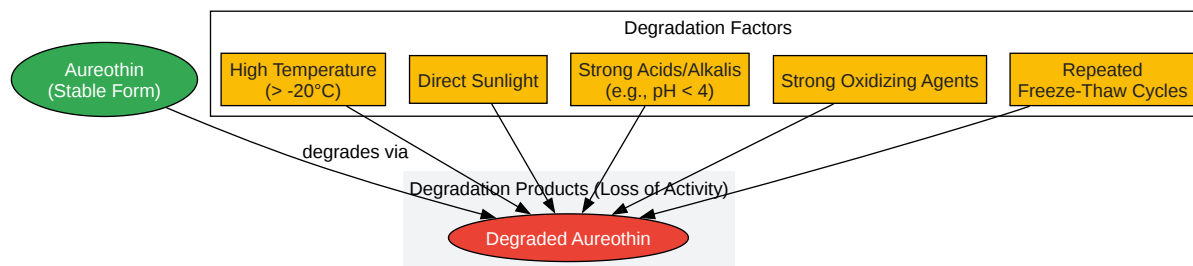 Degradation Factors
Aureothin
(Stable Form)
High Temperature
(> -20°C)
Direct Sunlight
Strong Acids/Alkalis
(e.g., pH < 4)
Strong Oxidizing Agents
Repeated
Freeze-Thaw Cycles
degrades via
Degradation Products (Loss of Activity)
Degraded Aureothin